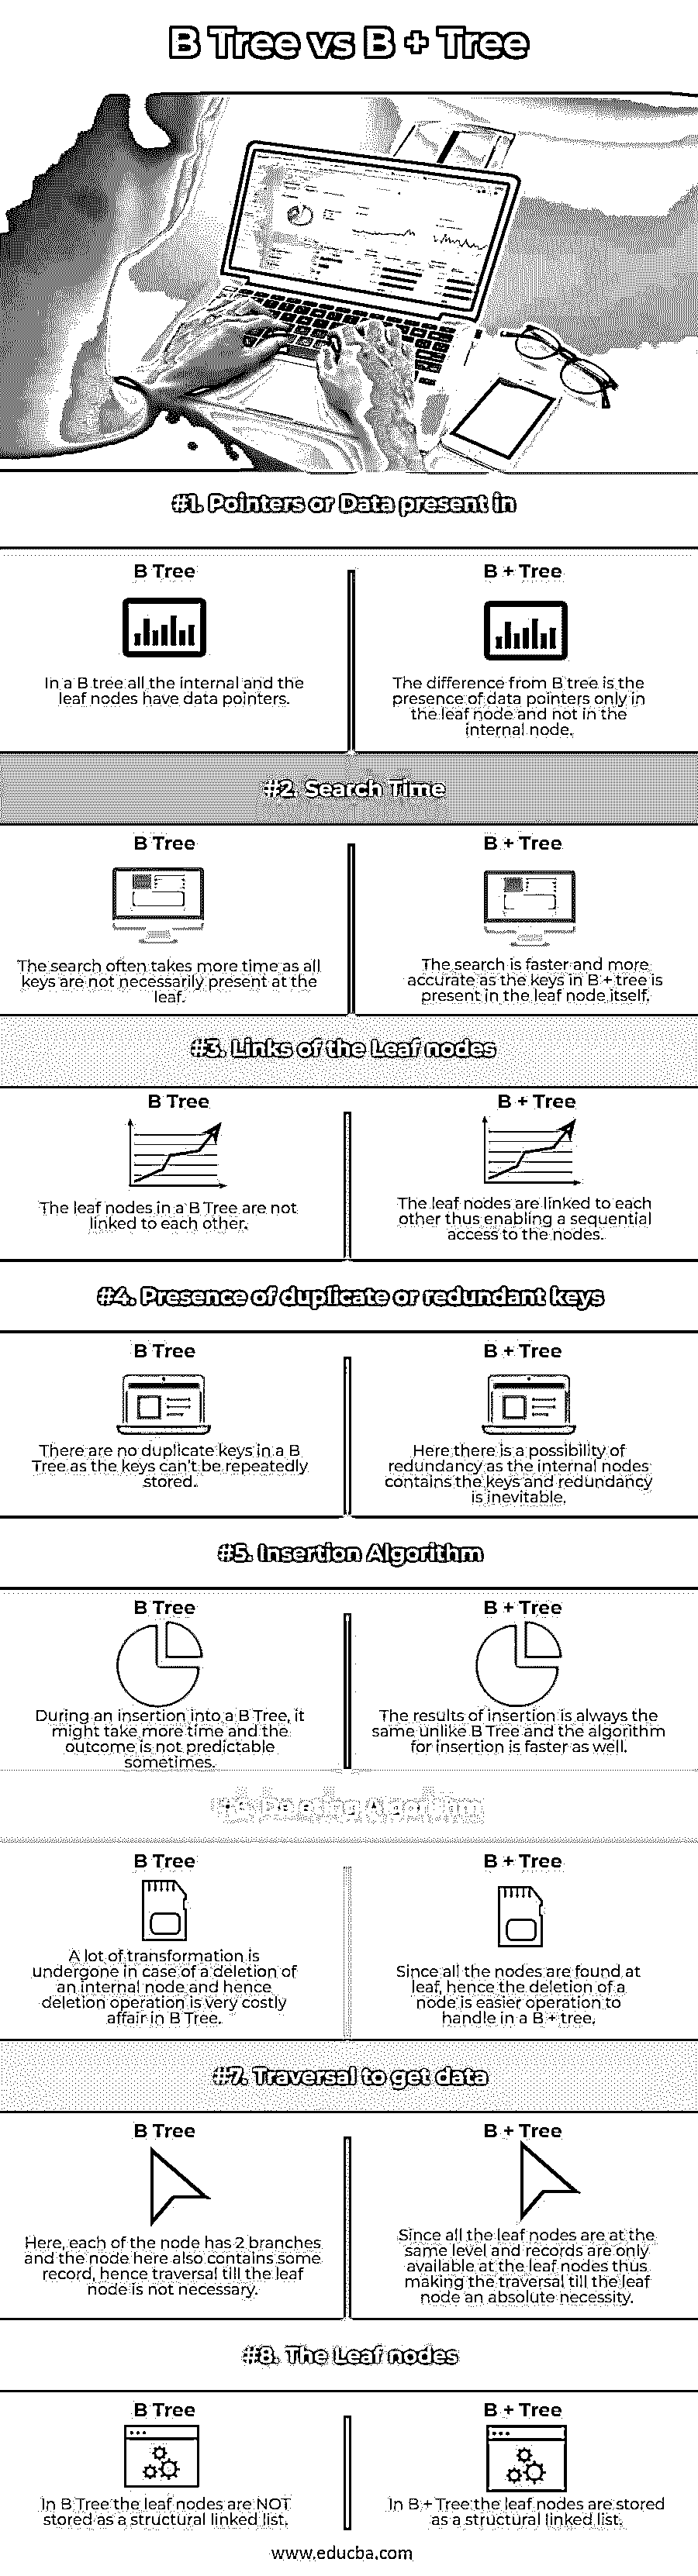 B Tree vs B + Tree
#1. Pointers or Data present in
B Tree
In a B tree all the internal and the
leaf nodes have data pointers.
B + Tree
The difference from B tree is the
presence of data pointers only in
the leaf node and not in the
internal node.
#2. Search Time
B Tree
The search often takes more time as all
keys are not necessarily present at the
leaf.
B + Tree
The search is faster and more
accurate as the keys in B + tree is
present in the leaf node itself.
#3. Links of the Leaf nodes
B Tree
The leaf nodes in a B Tree are not
linked to each other.
B + Tree
The leaf nodes are linked to each
other thus enabling a sequential
access to the nodes.
#4. Presence of duplicate or redundant keys
B Tree
There are no duplicate keys in a B
Tree as the keys can't be repeatedly
stored.
B + Tree
Here there is a possibility of
redundancy as the internal nodes
contains the keys and redundancy
is inevitable.
#5. Insertion Algorithm
B Tree
During an insertion into a B Tree, it
might take more time and the
outcome is not predictable
sometimes.
B + Tree
The results of insertion is always the
same unlike B Tree and the algorithm
for insertion is faster as well.
Algorithm
B Tree
A lot of transformation is
undergone in case of a deletion of
an internal node and hence
deletion operation is very costly
affair in B Tree.
B + Tree
Since all the nodes are found at
leaf, hence the deletion of a
node is easier operation to
handle in a B + tree.
#7. Traversal to get data
B Tree
Here, each of the node has 2 branches
and the node here also contains some
record, hence traversal till the leaf
node is not necessary.
B + Tree
Since all the leaf nodes are at the
same level and records are only
available at the leaf nodes thus
making the traversal till the leaf
node an absolute necessity.
#8. The Leaf nodes
B Tree
In B Tree the leaf nodes are NOT
stored as a structural linked list.
B + Tree
In B + Tree the leaf nodes are stored
as a structural linked list.
www.educba.com